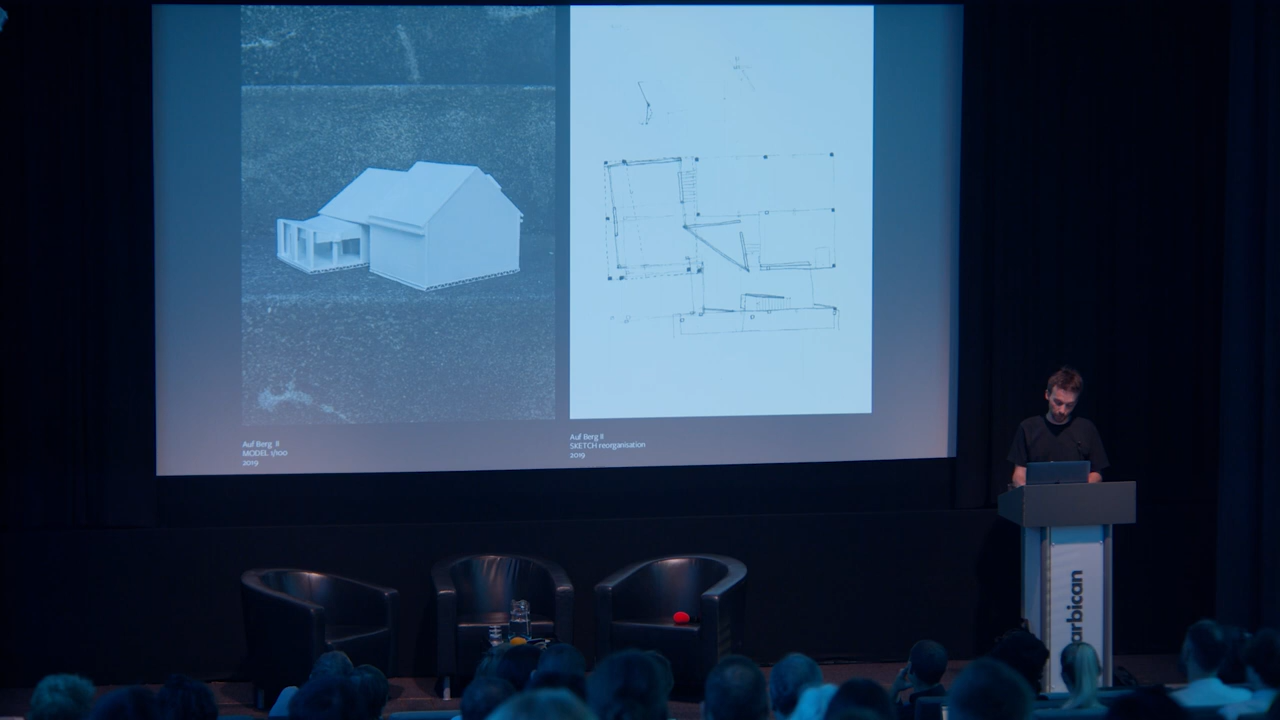 Auf Berg II
MODEL 1/100
2019
Auf Berg II
SKETCH reorganisation
2019
arbican